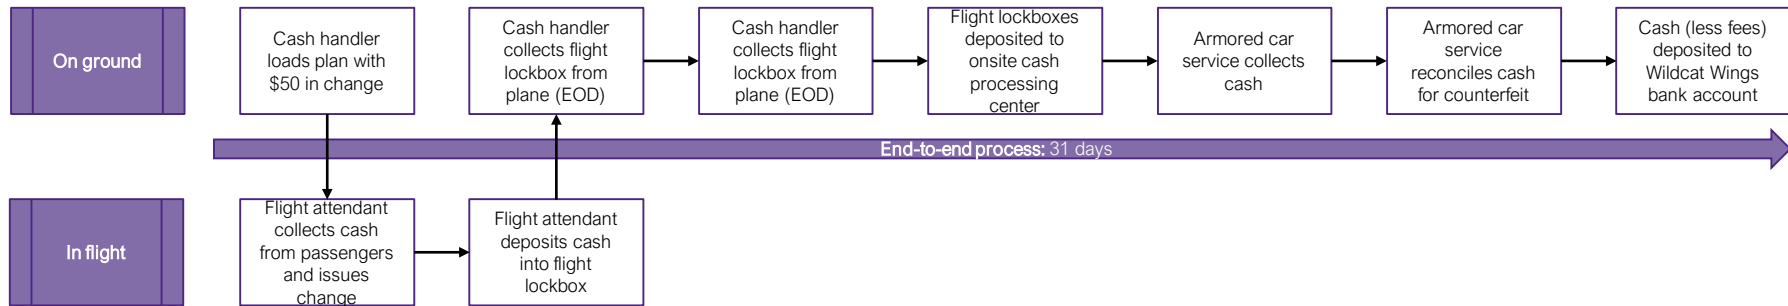 On ground
Cash handler
loads plan with
$50 in change
Cash handler
collects flight
lockbox from
plane (EOD)
Cash handler
collects flight
lockbox from
plane (EOD)
Flight lockboxes
deposited to
onsite cash
processing
center
Armored car
service collects
cash
Armored car
service
reconciles cash
for counterfeit
Cash (less fees)
deposited to
Wildcat Wings
bank account
End-to-end process: 31 days
In flight
Flight attendant
collects cash
from passengers
and issues
change
Flight attendant
deposits cash
into flight
lockbox